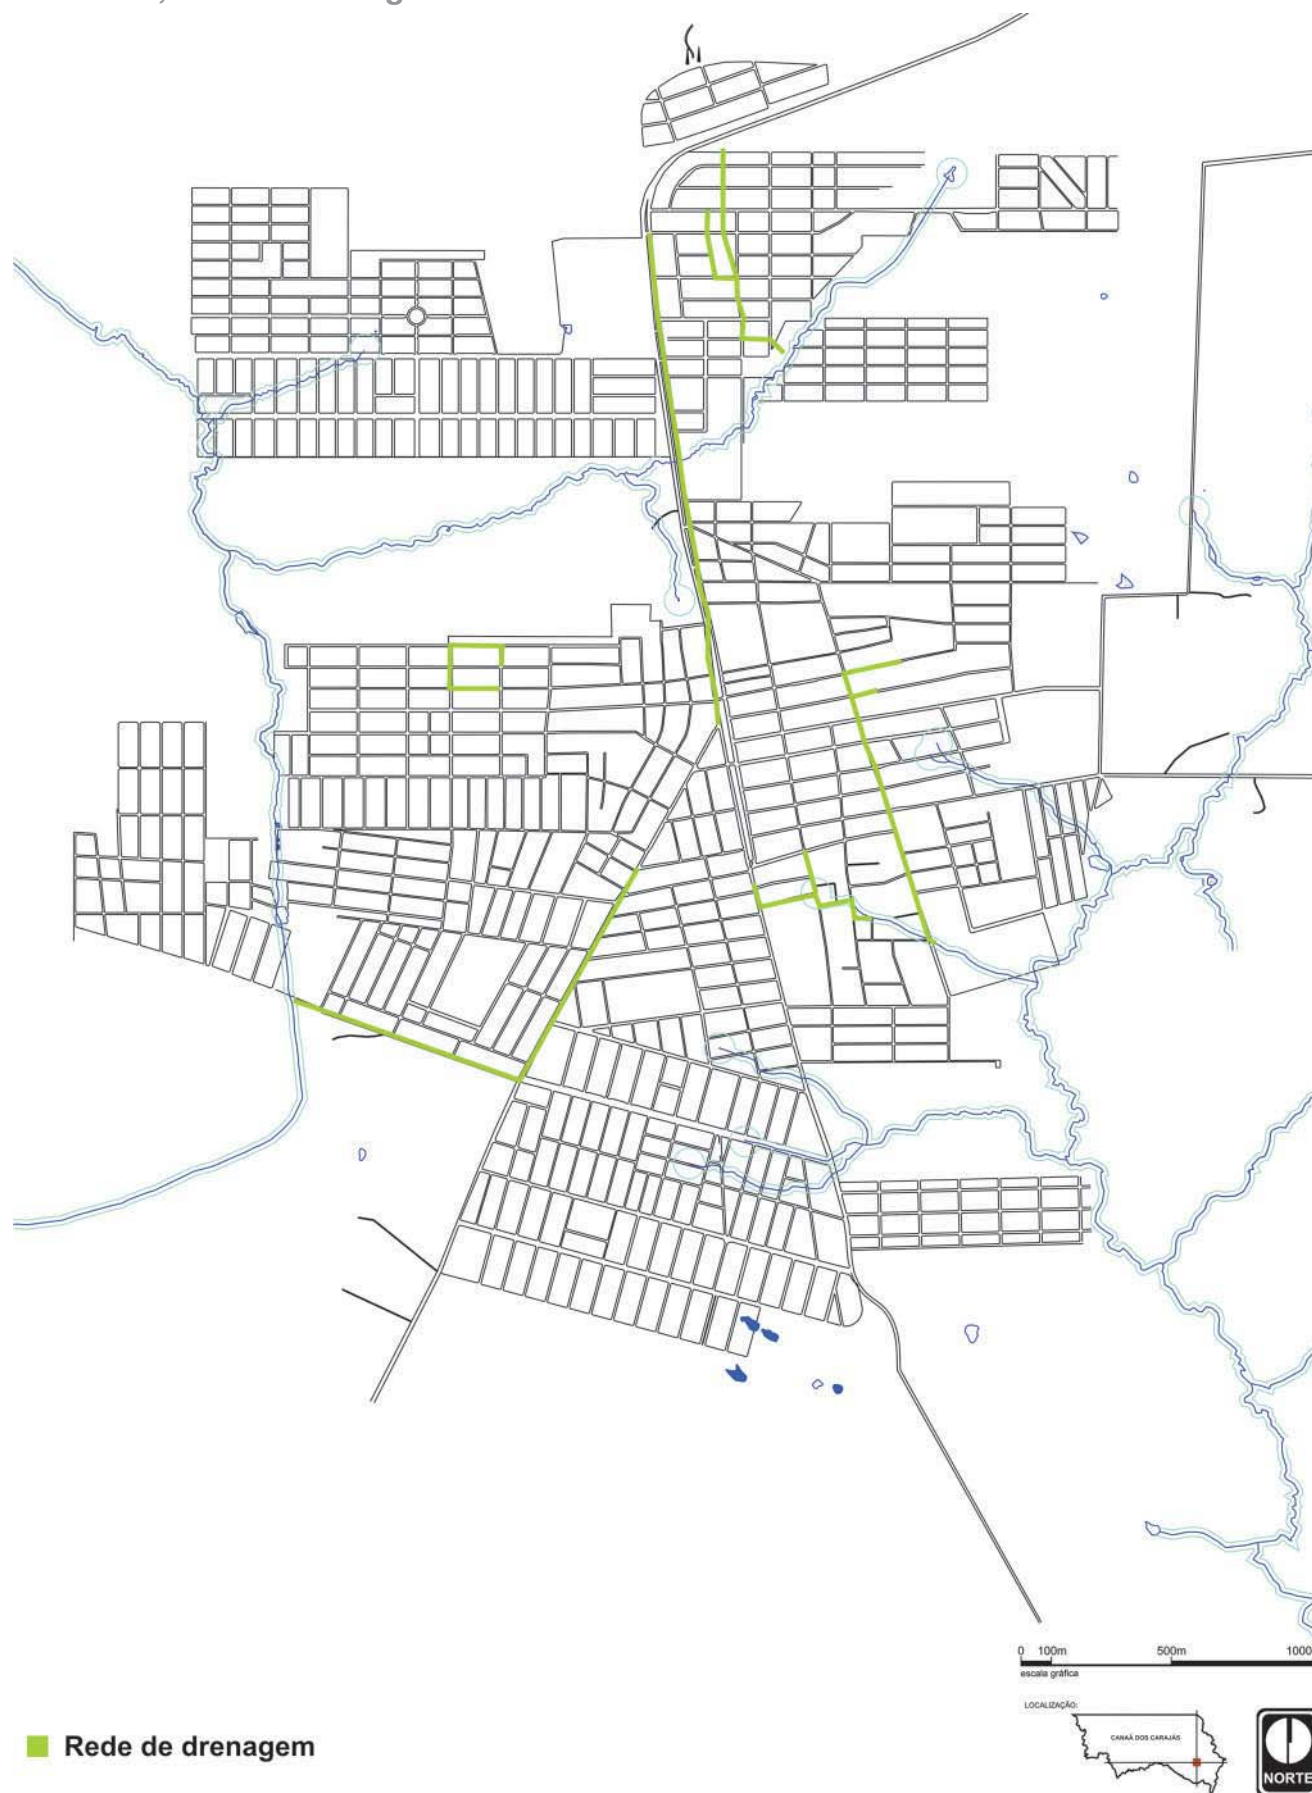 0 100m 500m 1000
escala gráfica
LOCALIZAÇÃO:
CANAÃ DOS CARAJÁS
NORTE
Rede de drenagem